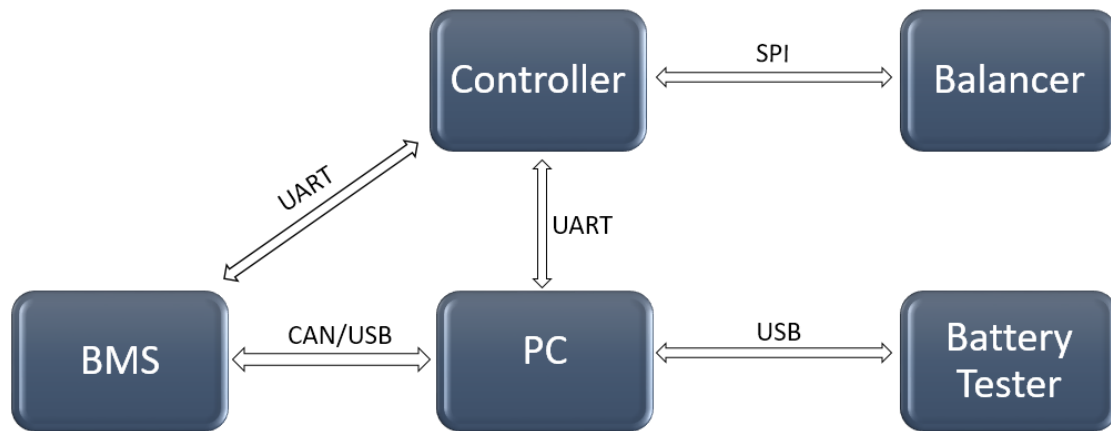 Controller
SPI
Balancer
UART
UART
BMS
CAN/USB
PC
USB
Battery
Tester